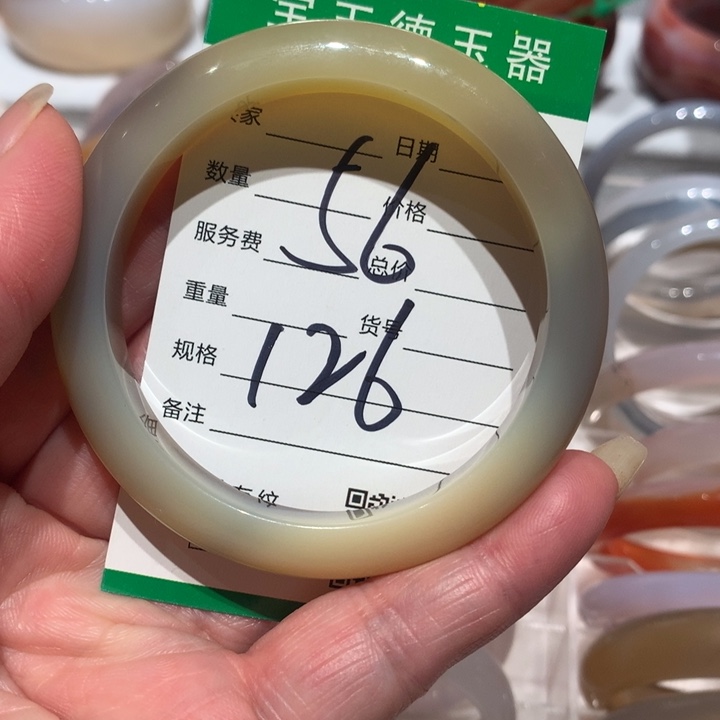 玉德玉器
家 日期
数量 价格
服务费 总价
重量 货号
规格
备注
56
126